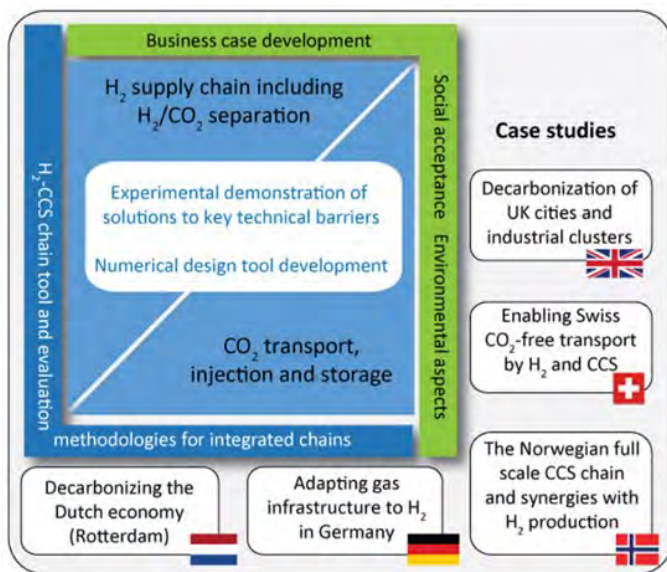 Business case development
H₂ supply chain including
H₂/CO₂ separation
Experimental demonstration of
solutions to key technical barriers
Numerical design tool development
CO₂ transport,
injection and storage
H₂-CCS chain tool and evaluation
methodologies for integrated chains
Social acceptance Environmental aspects
Case studies
Decarbonization of
UK cities and
industrial clusters
Enabling Swiss
CO₂-free transport
by H₂ and CCS
The Norwegian full
scale CCS chain
and synergies with
H₂ production
Decarbonizing the
Dutch economy
(Rotterdam)
Adapting gas
infrastructure to H₂
in Germany